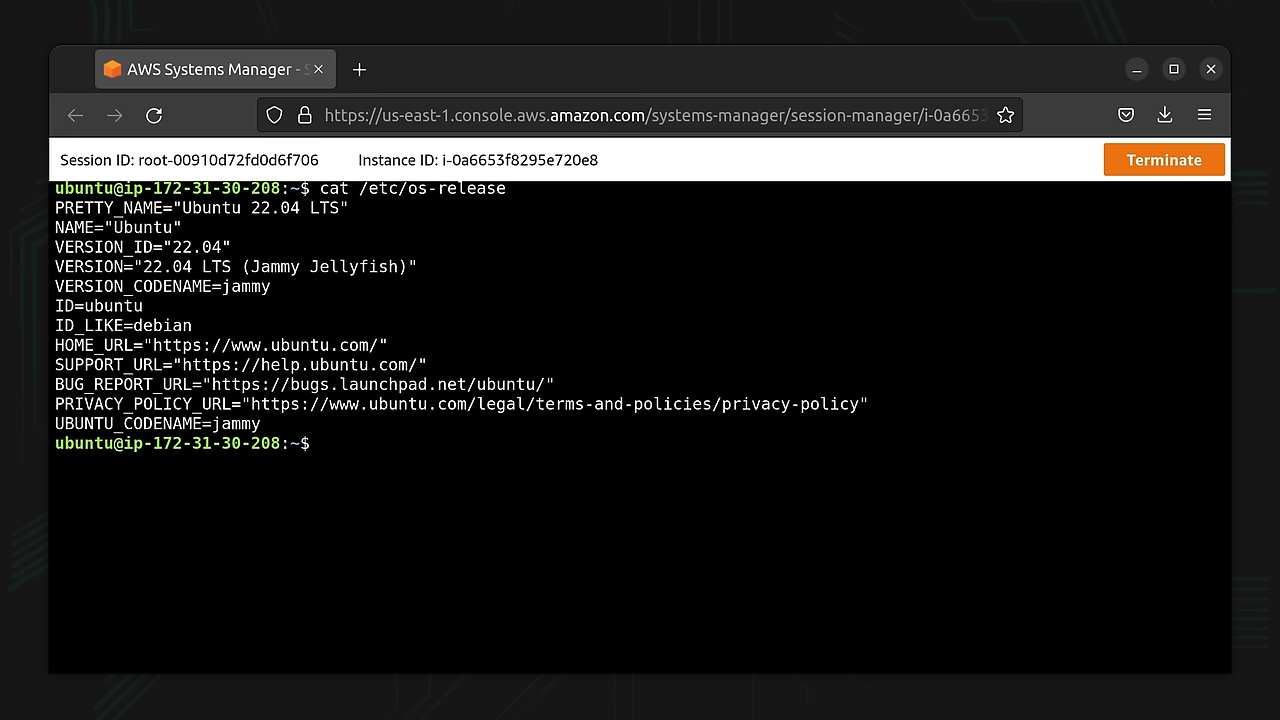 AWS Systems Manager - S
https://us-east-1.console.aws.amazon.com/systems-manager/session-manager/i-0a6653
Session ID: root-00910d72fd0d6f706 Instance ID: i-0a6653f8295e720e8 Terminate
ubuntu@ip-172-31-30-208:~$ cat /etc/os-release
PRETTY_NAME="Ubuntu 22.04 LTS"
NAME="Ubuntu"
VERSION_ID="22.04"
VERSION="22.04 LTS (Jammy Jellyfish)"
VERSION_CODENAME=jammy
ID=ubuntu
ID_LIKE=debian
HOME_URL="https://www.ubuntu.com/"
SUPPORT_URL="https://help.ubuntu.com/"
BUG_REPORT_URL="https://bugs.launchpad.net/ubuntu/"
PRIVACY_POLICY_URL="https://www.ubuntu.com/legal/terms-and-policies/privacy-policy"
UBUNTU_CODENAME=jammy
ubuntu@ip-172-31-30-208:~$